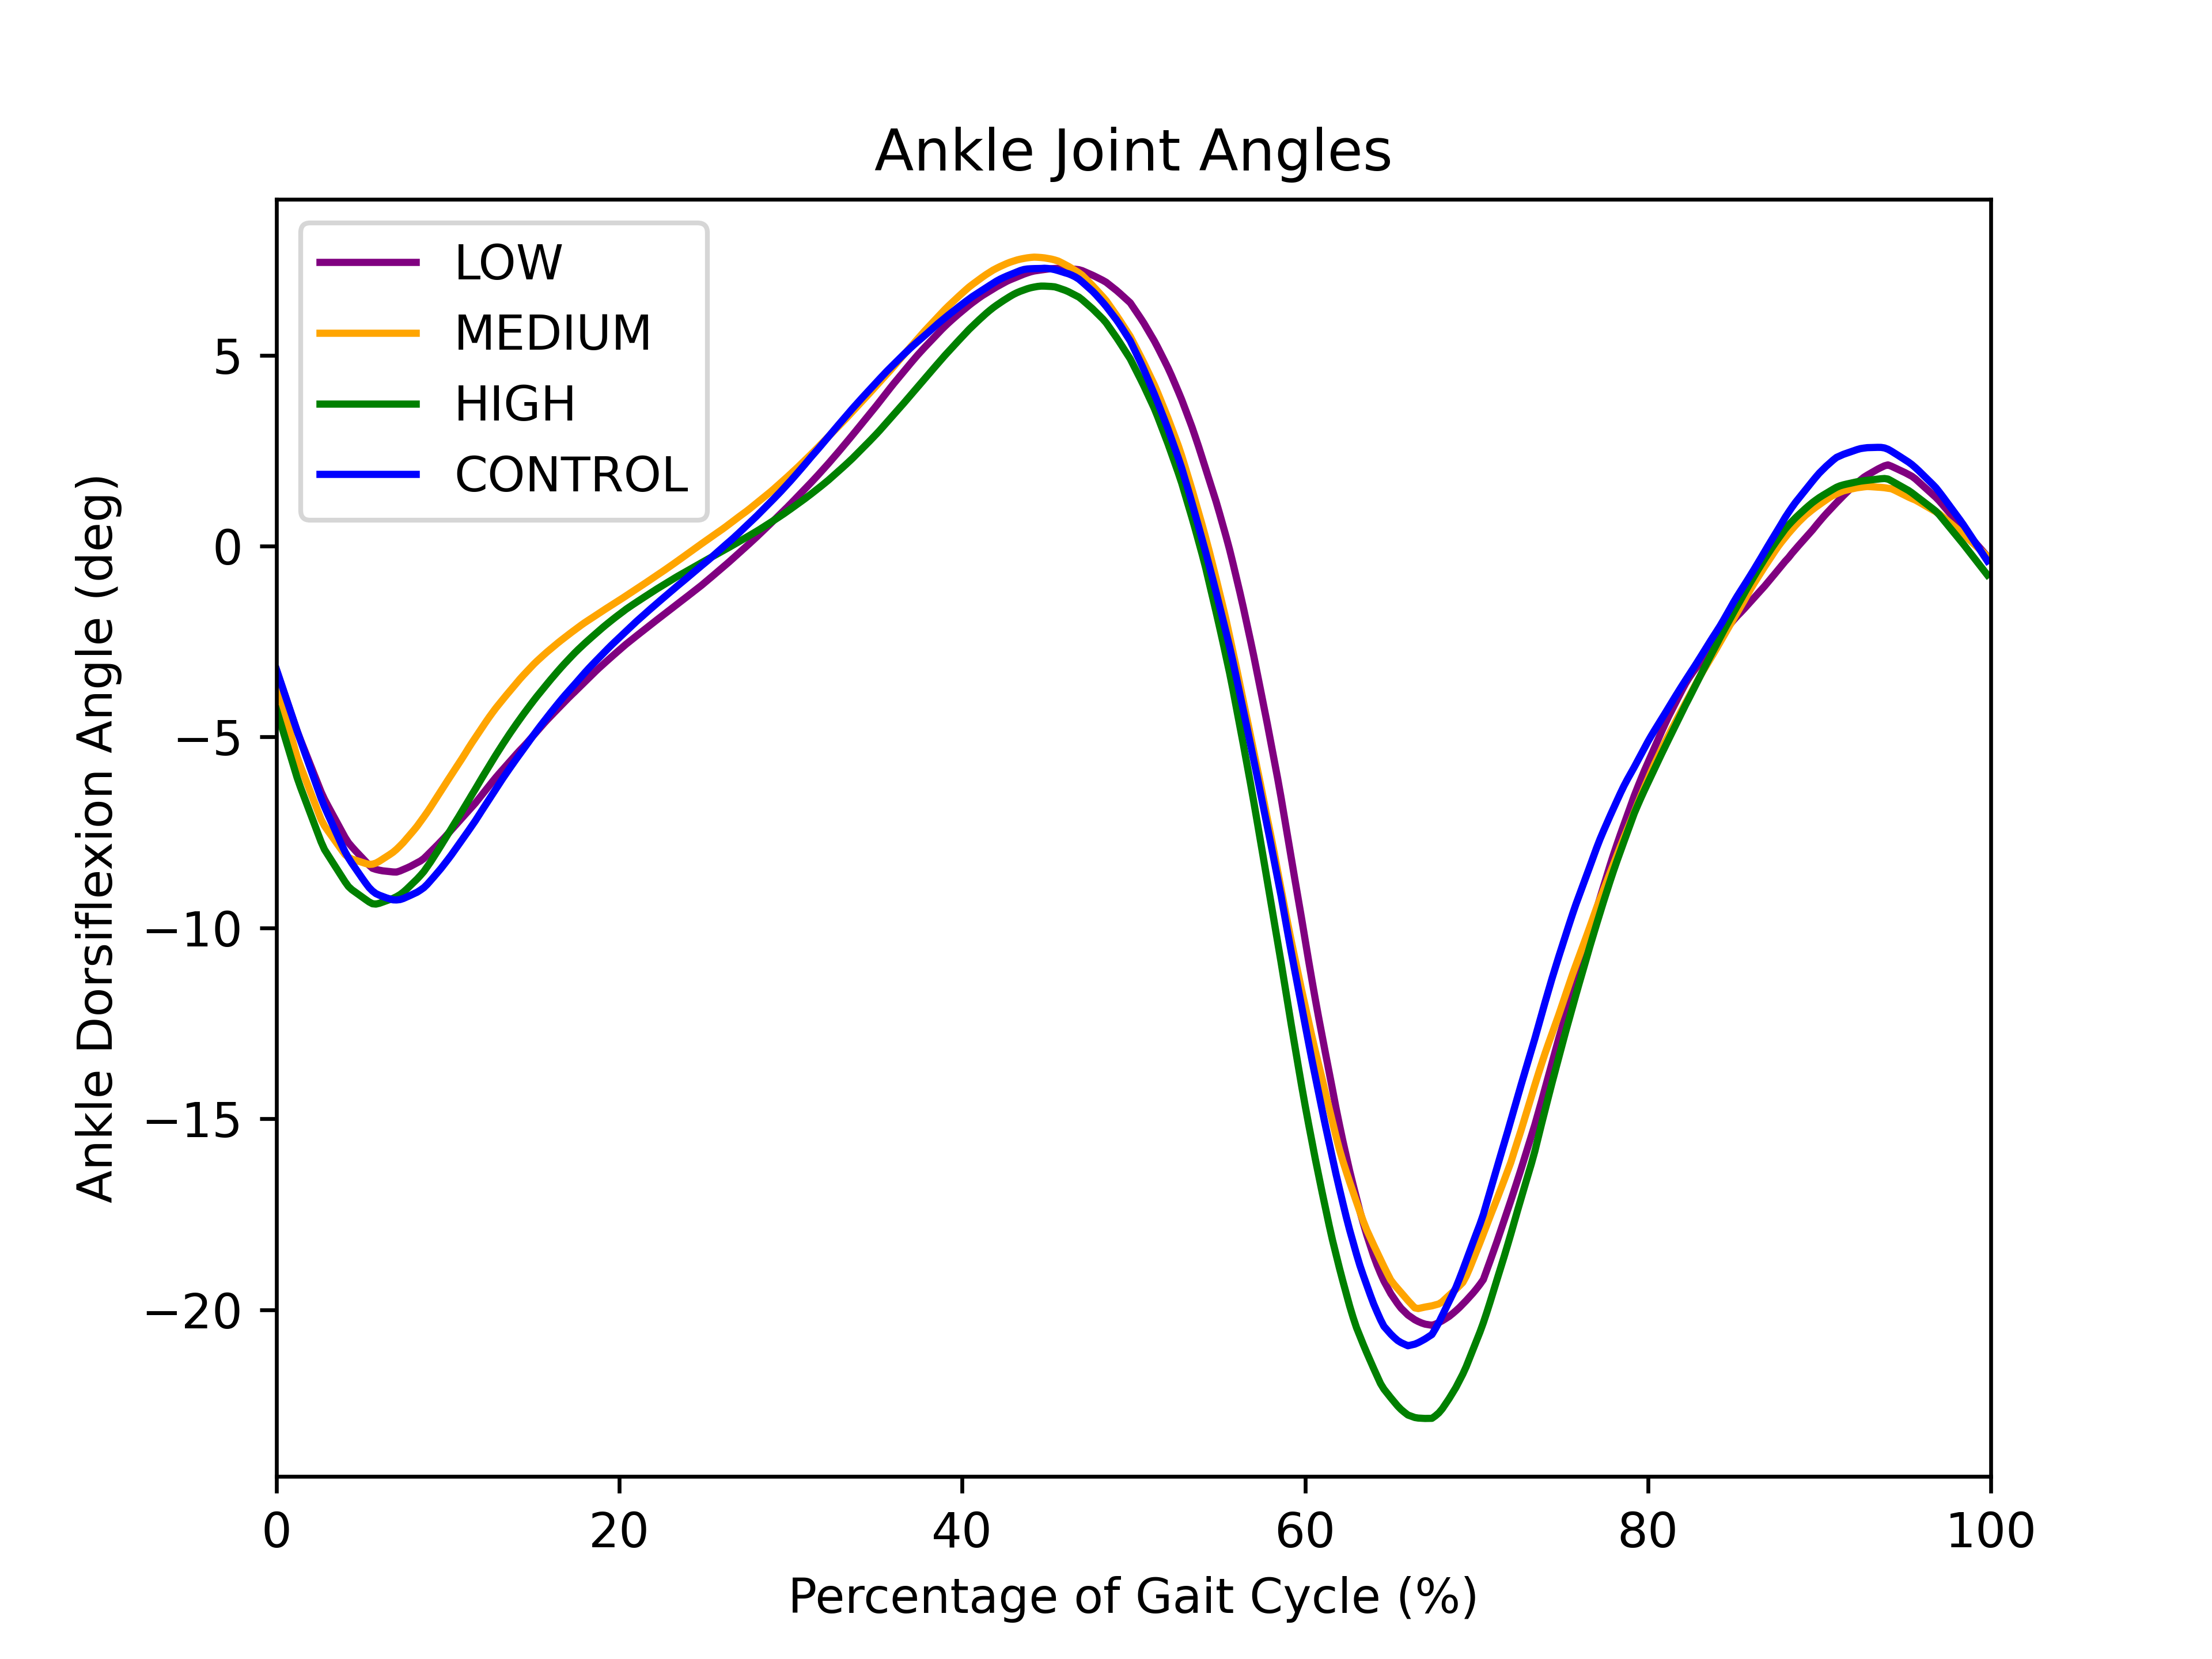 Ankle Joint Angles
LOW
MEDIUM
HIGH
CONTROL
Ankle Dorsiflexion Angle (deg)
5
0
−5
−10
−15
−20
0 20 40 60 80 100
Percentage of Gait Cycle (%)